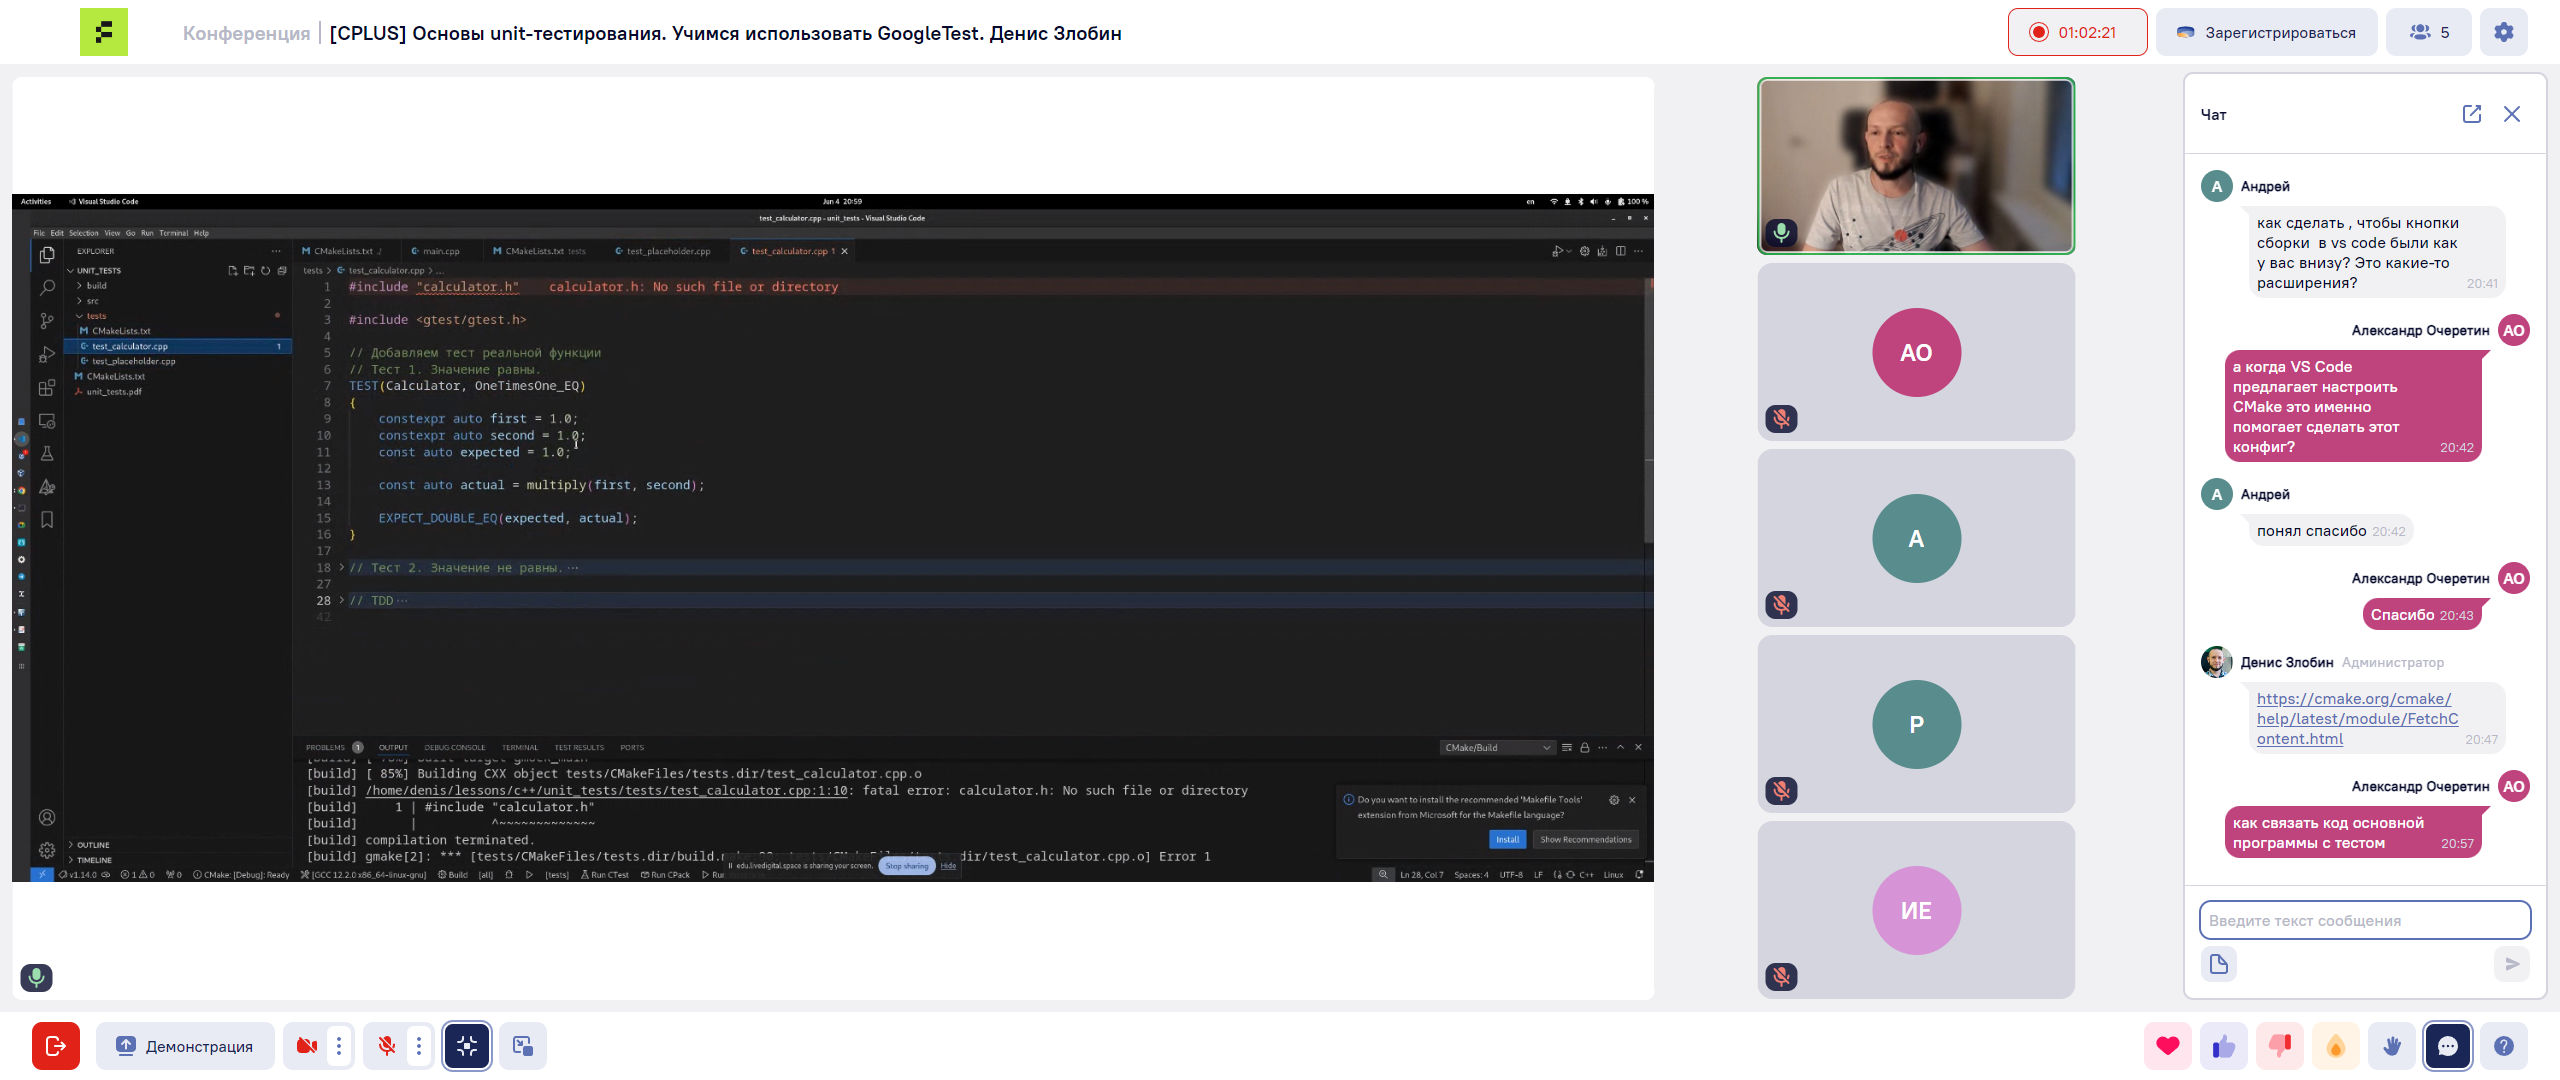 Конференция
[CPLUS] Основы unit-тестирования. Учимся использовать GoogleTest. Денис Злобин
01:02:21
Зарегистрироваться
5
Activities
Visual Studio Code
Jun 4 20:59
en
100 %
test_calculator.cpp - unit_tests - Visual Studio Code
File Edit Selection View Go Run Terminal Help
EXPLORER
UNIT_TESTS
build
src
tests
CMakeLists.txt
test_calculator.cpp 1
test_placeholder.cpp
CMakeLists.txt
unit_tests.pdf
OUTLINE
TIMELINE
CMakeLists.txt ./
main.cpp
CMakeLists.txt tests
test_placeholder.cpp
test_calculator.cpp 1
tests > test_calculator.cpp > ...
1 #include "calculator.h" calculator.h: No such file or directory
2
3 #include <gtest/gtest.h>
4
5 // Добавляем тест реальной функции
6 // Тест 1. Значение равны.
7 TEST(Calculator, OneTimesOne_EQ)
8 {
9 constexpr auto first = 1.0;
10 constexpr auto second = 1.0;
11 const auto expected = 1.0;
12
13 const auto actual = multiply(first, second);
14
15 EXPECT_DOUBLE_EQ(expected, actual);
16 }
17
18 // Тест 2. Значение не равны. ...
27
28 // TDD ...
42
PROBLEMS 1 OUTPUT DEBUG CONSOLE TERMINAL TEST RESULTS PORTS
CMake/Build
[build] [ 85%] Building CXX object tests/CMakeFiles/tests.dir/test_calculator.cpp.o
[build] /home/denis/lessons/c++/unit_tests/tests/test_calculator.cpp:1:10: fatal error: calculator.h: No such file or directory
[build] 1 | #include "calculator.h"
[build] | ^~~~~~~~~~~~~~
[build] compilation terminated.
[build] gmake[2]: *** [tests/CMakeFiles/tests.dir/build. dir/test_calculator.cpp.o] Error 1
Do you want to install the recommended 'Makefile Tools'
extension from Microsoft for the Makefile language?
Install
Show Recommendations
edu.livedigital.space is sharing your screen.
Stop sharing
Hide
v1.14.0
1 0
0
CMake: [Debug]: Ready
[GCC 12.2.0 x86_64-linux-gnu]
Build
[all]
[tests]
Run CTest
Run CPack
Ln 28, Col 7
Spaces: 4
UTF-8
LF
C++
Linux
АО
А
Р
ИЕ
Чат
А
Андрей
как сделать , чтобы кнопки
сборки в vs code были как
у вас внизу? Это какие-то
расширения?
20:41
Александр Очеретин
АО
а когда VS Code
предлагает настроить
CMake это именно
помогает сделать этот
конфиг?
20:42
А
Андрей
понял спасибо 20:42
Александр Очеретин
АО
Спасибо 20:43
Денис Злобин Администратор
https://cmake.org/cmake/
help/latest/module/FetchC
ontent.html
20:47
Александр Очеретин
АО
как связать код основной
программы с тестом
20:57
Введите текст сообщения
Демонстрация